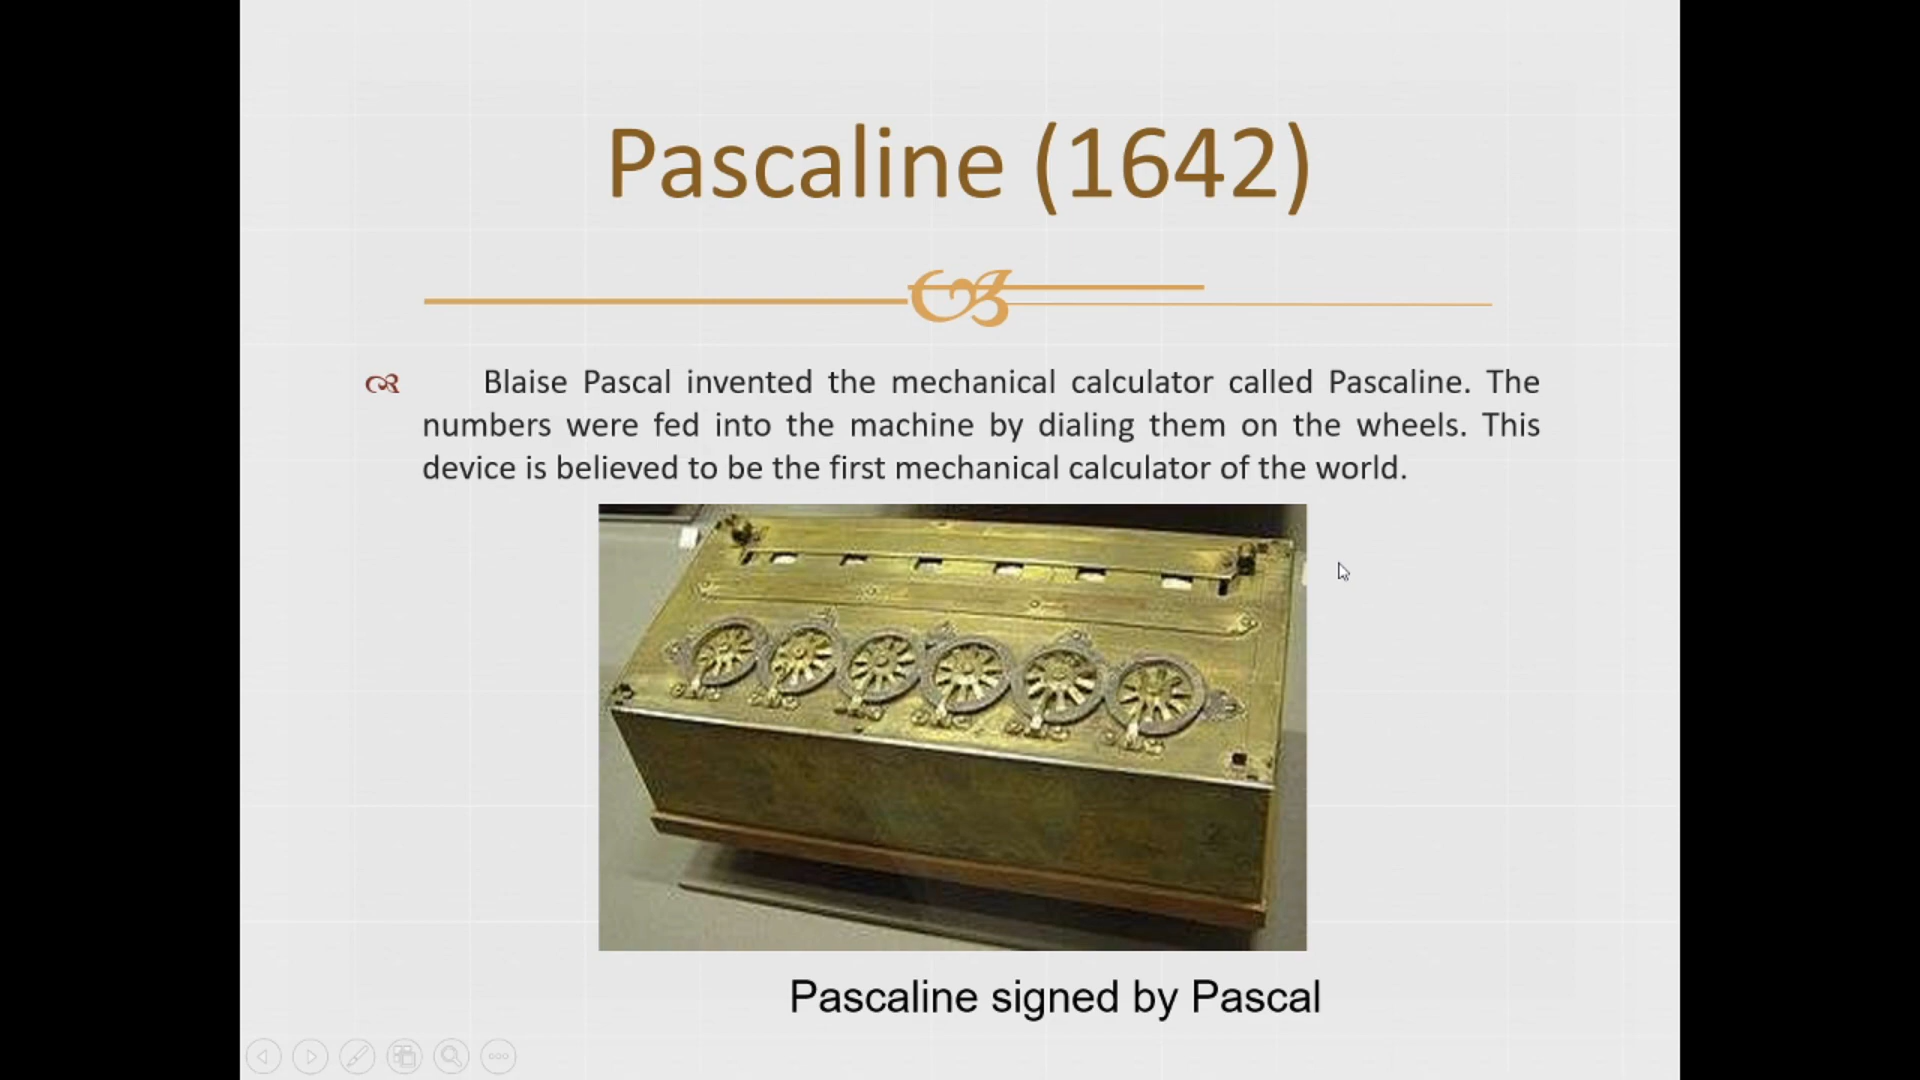 Pascaline (1642)
Blaise Pascal invented the mechanical calculator called Pascaline. The
numbers were fed into the machine by dialing them on the wheels. This
device is believed to be the first mechanical calculator of the world.
Pascaline signed by Pascal